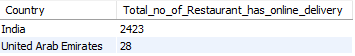 Country Total_no_of_Restaurant_has_online_delivery
India 2423
United Arab Emirates 28